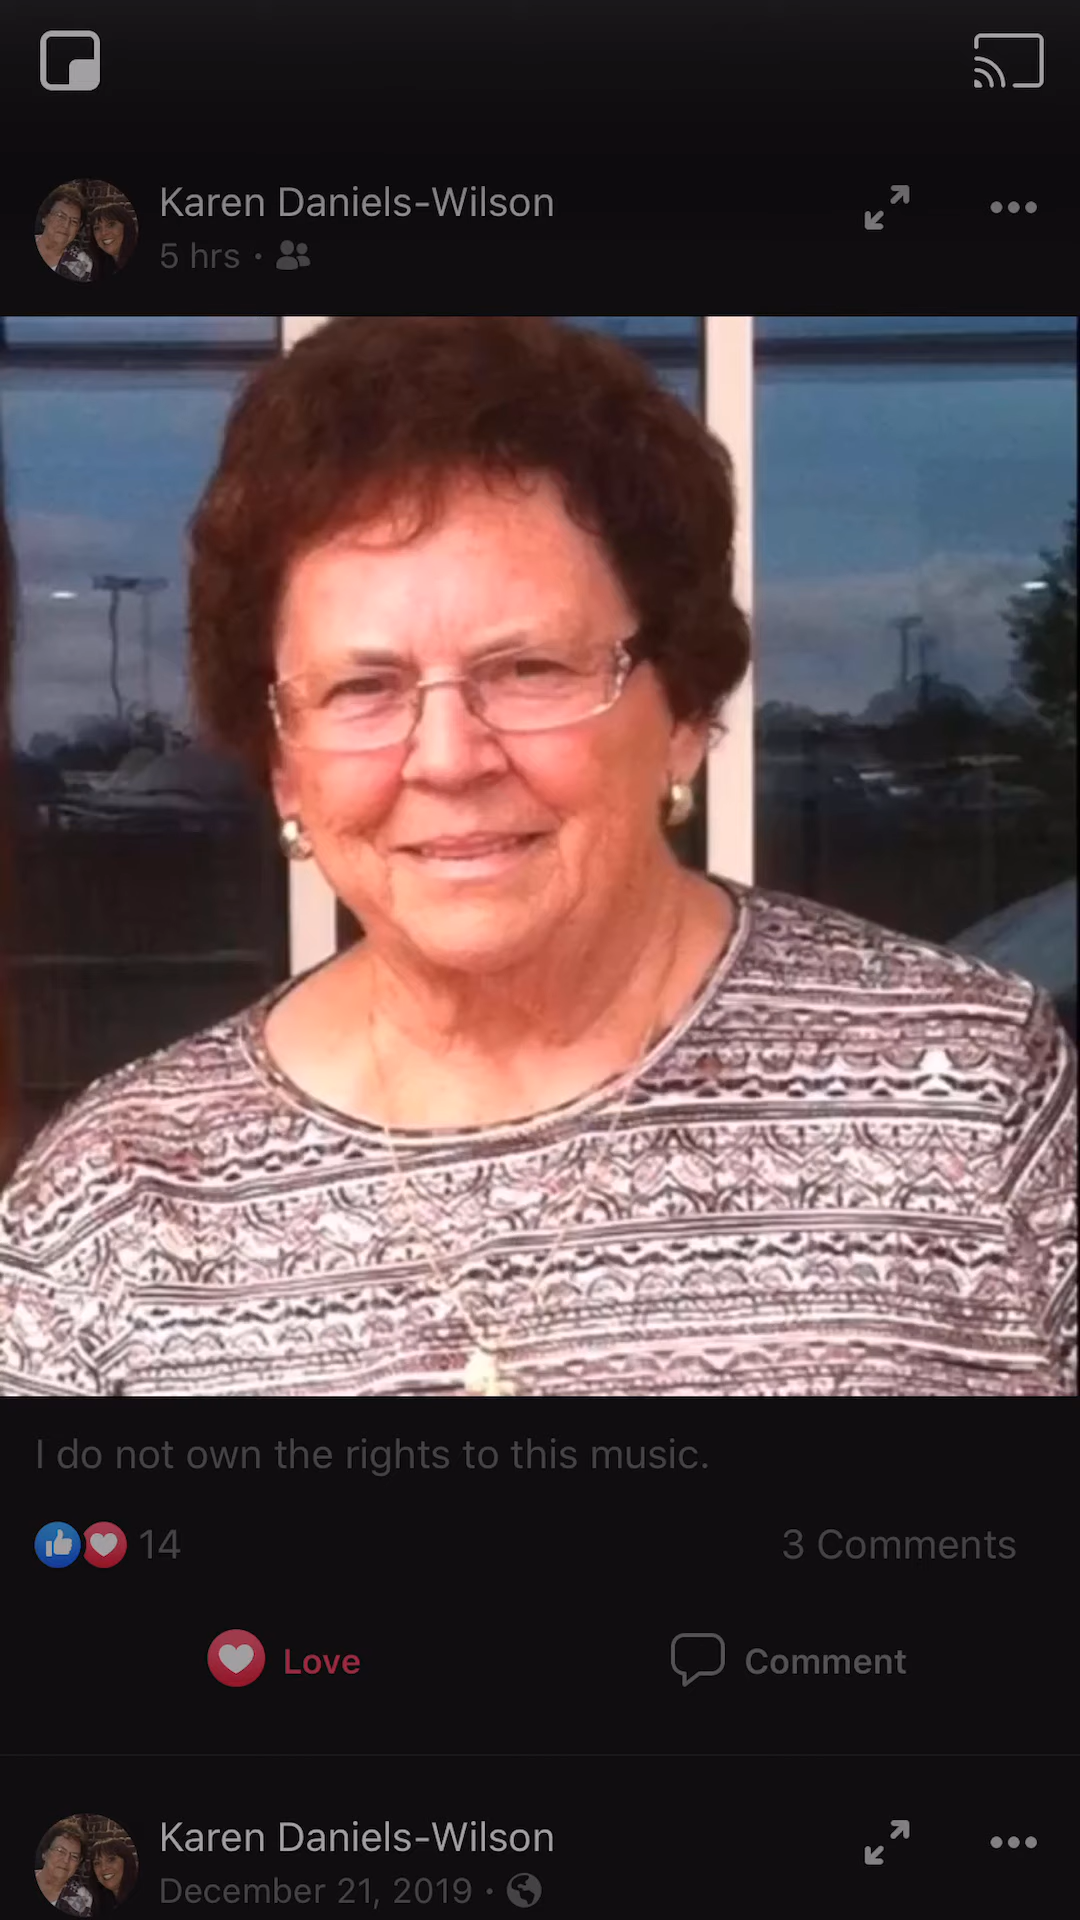 Karen Daniels-Wilson
5 hrs ·
I do not own the rights to this music.
14
3 Comments
Love
Comment
Karen Daniels-Wilson
December 21, 2019 ·